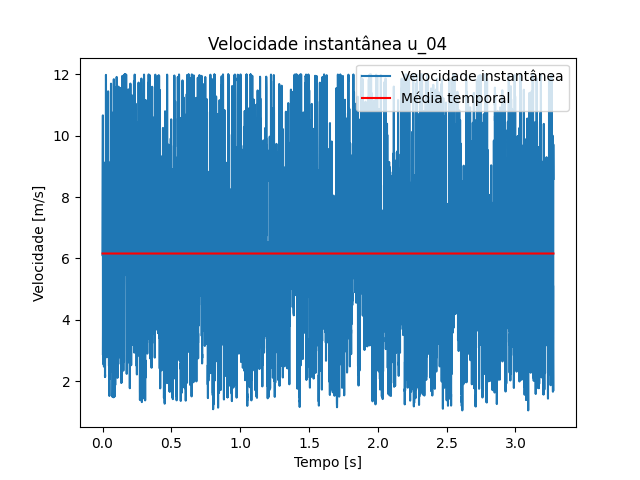 Velocidade instantânea u_04
Velocidade instantânea
Média temporal
Velocidade [m/s]
12
10
8
6
4
2
0.0 0.5 1.0 1.5 2.0 2.5 3.0
Tempo [s]